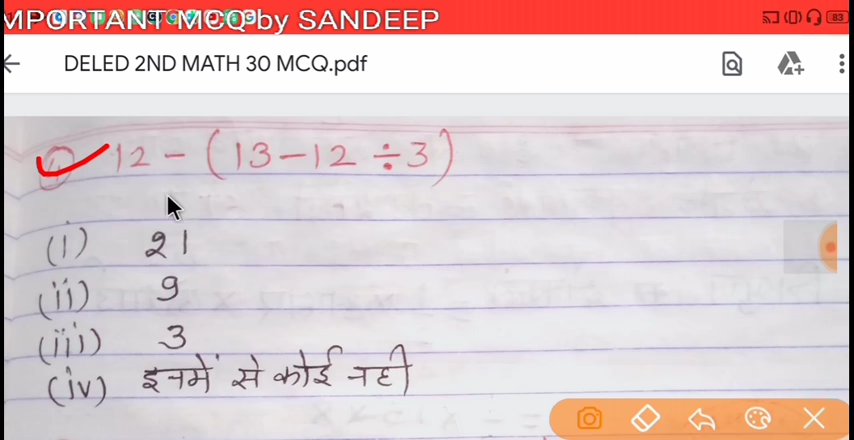 MPORTANT MCQ by SANDEEP
83
DELED 2ND MATH 30 MCQ.pdf
12 - (13-12 ÷ 3)
(i) 21
(ii) 9
(iii) 3
(iv) इनमें से कोई नही